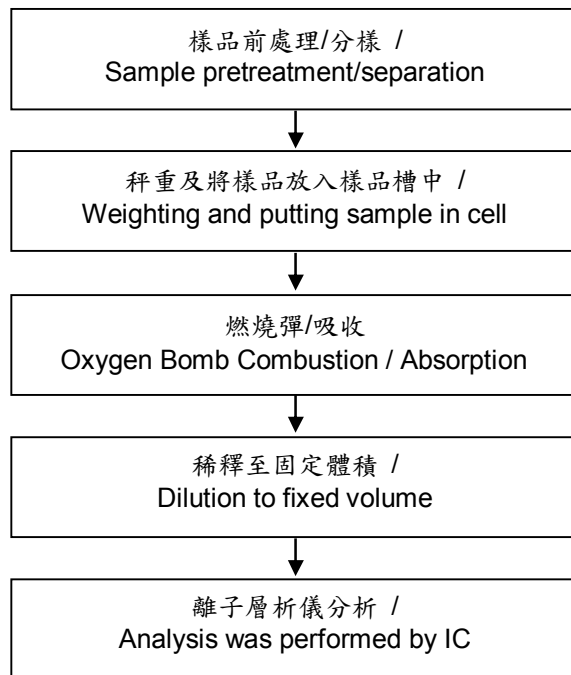 樣品前處理/分樣 /
Sample pretreatment/separation
秤重及將樣品放入樣品槽中 /
Weighting and putting sample in cell
燃燒彈/吸收
Oxygen Bomb Combustion / Absorption
稀釋至固定體積 /
Dilution to fixed volume
離子層析儀分析 /
Analysis was performed by IC